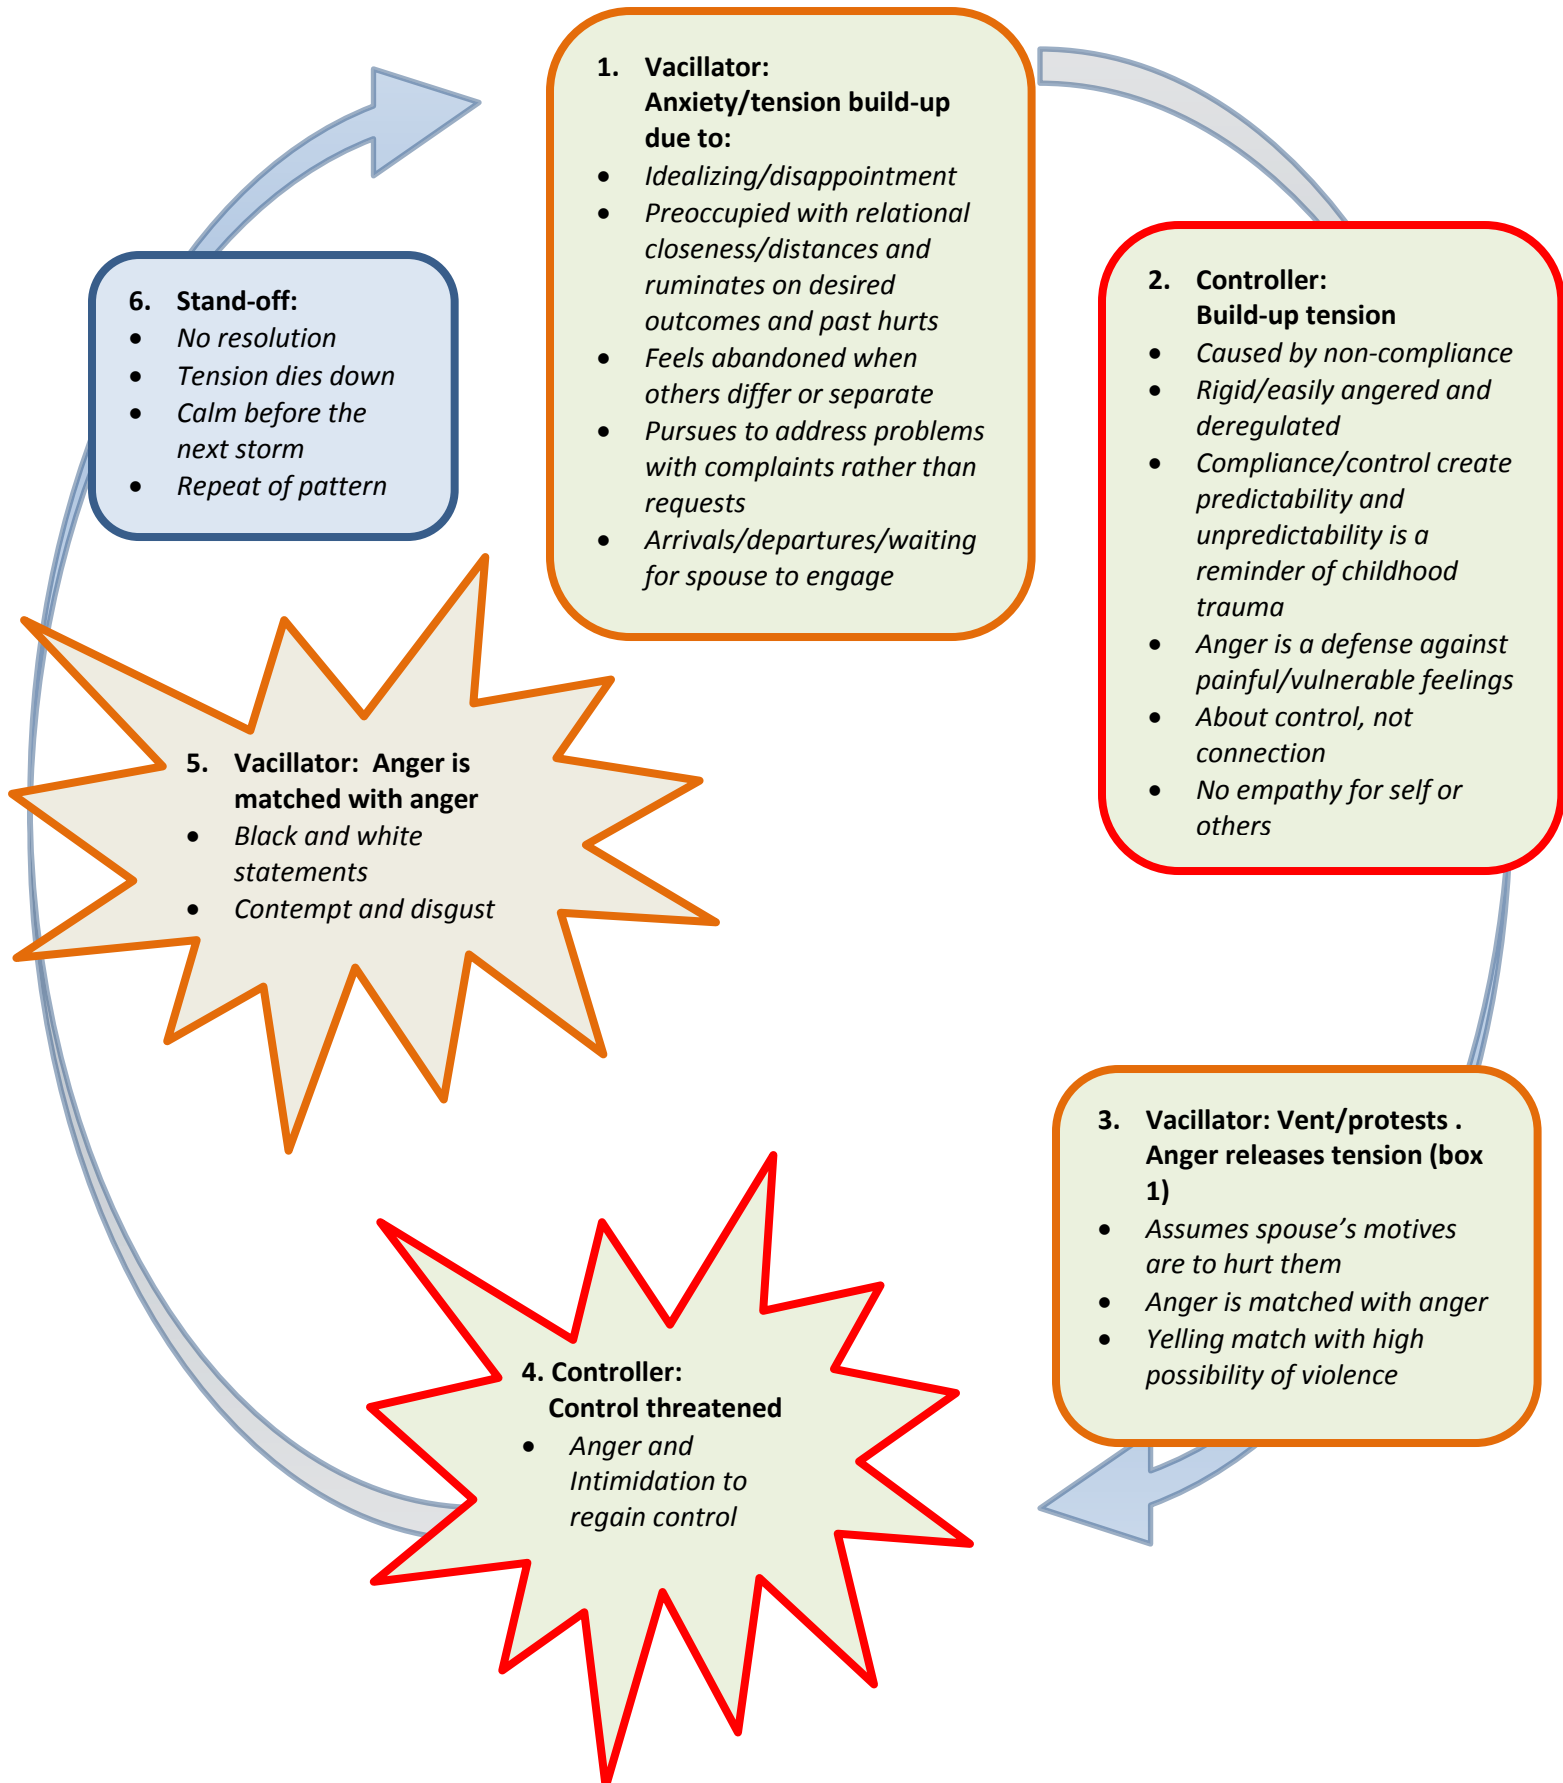 1. Vacillator:
Anxiety/tension build-up
due to:
• Idealizing/disappointment
• Preoccupied with relational
closeness/distances and
ruminates on desired
outcomes and past hurts
• Feels abandoned when
others differ or separate
• Pursues to address problems
with complaints rather than
requests
• Arrivals/departures/waiting
for spouse to engage
2. Controller:
Build-up tension
• Caused by non-compliance
• Rigid/easily angered and
deregulated
• Compliance/control create
predictability and
unpredictability is a
reminder of childhood
trauma
• Anger is a defense against
painful/vulnerable feelings
• About control, not
connection
• No empathy for self or
others
3. Vacillator: Vent/protests .
Anger releases tension (box
1)
• Assumes spouse’s motives
are to hurt them
• Anger is matched with anger
• Yelling match with high
possibility of violence
4. Controller:
Control threatened
• Anger and
Intimidation to
regain control
5. Vacillator: Anger is
matched with anger
• Black and white
statements
• Contempt and disgust
6. Stand-off:
• No resolution
• Tension dies down
• Calm before the
next storm
• Repeat of pattern